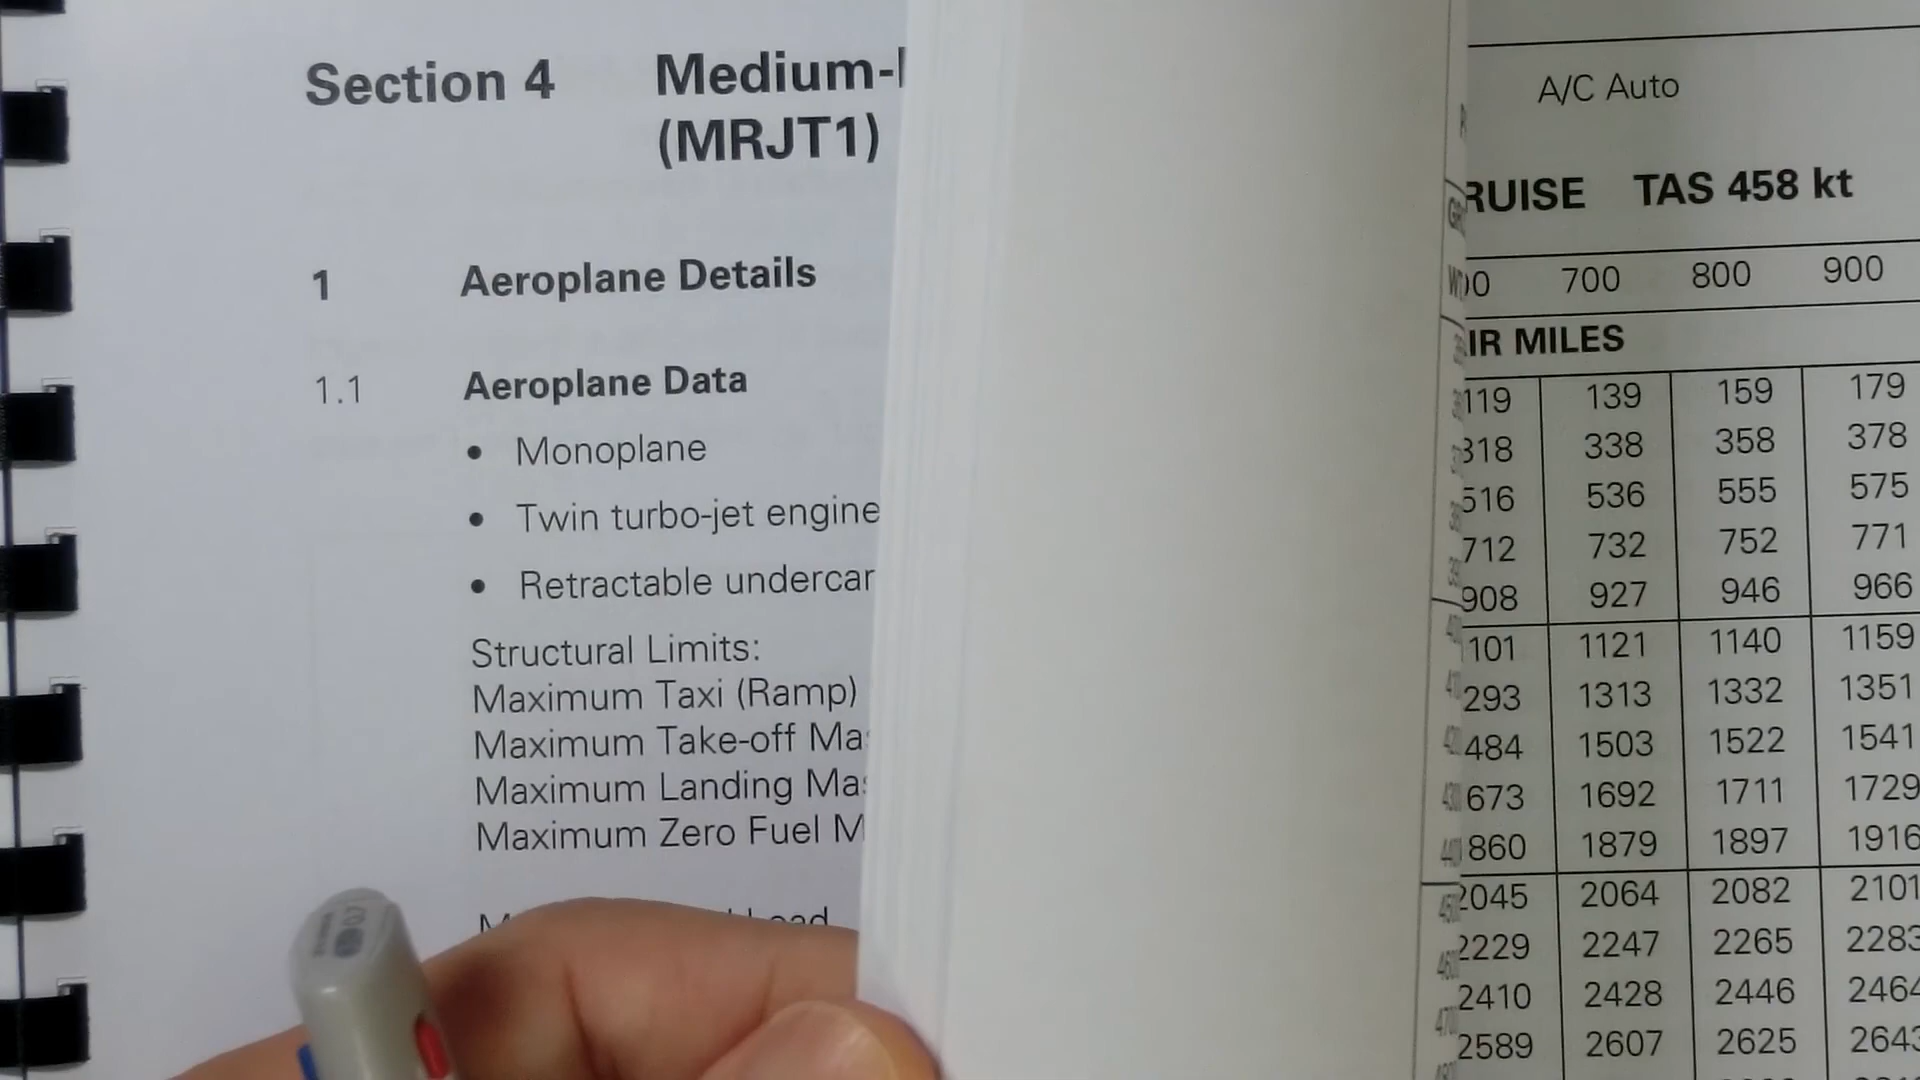 Section 4 Medium-
(MRJT1)
1 Aeroplane Details
1.1 Aeroplane Data
• Monoplane
• Twin turbo-jet engine
• Retractable undercar
Structural Limits:
Maximum Taxi (Ramp)
Maximum Take-off Ma
Maximum Landing Ma
Maximum Zero Fuel M
A/C Auto
RUISE TAS 458 kt
00 700 800 900
IR MILES
119 139 159 179
318 338 358 378
516 536 555 575
712 732 752 771
908 927 946 966
101 1121 1140 1159
293 1313 1332 1351
484 1503 1522 1541
673 1692 1711 1729
860 1879 1897 1916
2045 2064 2082 2101
2229 2247 2265 2283
2410 2428 2446 2464
2589 2607 2625 2643